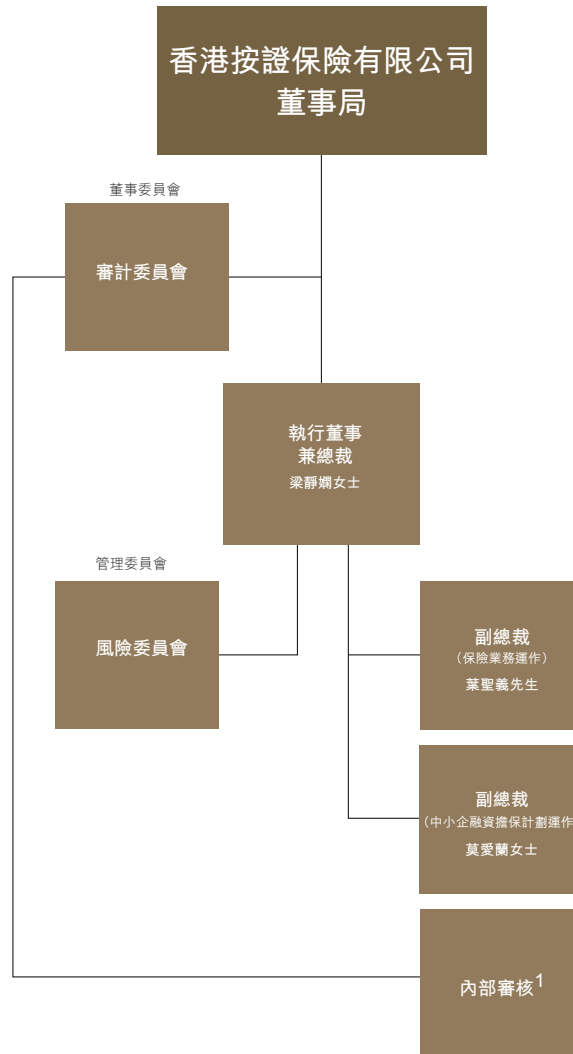 香港按證保險有限公司
董事局
董事委員會
審計委員會
執行董事
兼總裁
梁靜嫻女士
管理委員會
風險委員會
副總裁
（保險業務運作）
葉聖義先生
副總裁
（中小企融資擔保計劃運作
莫愛蘭女士
內部審核1